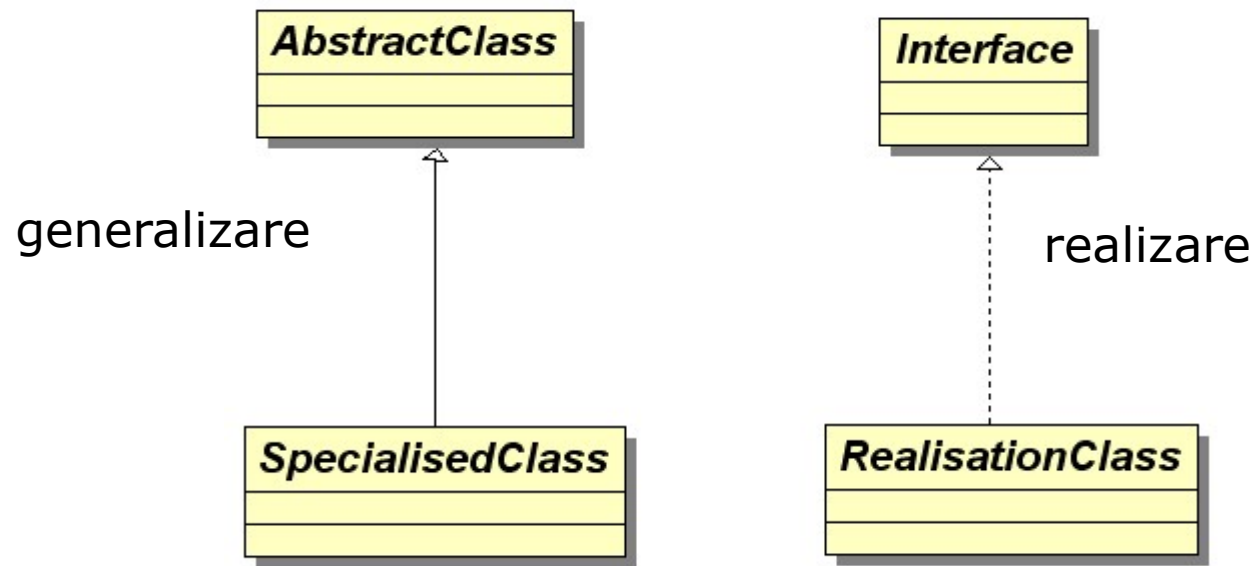 AbstractClass
Interface
generalizare
realizare
SpecialisedClass
RealisationClass